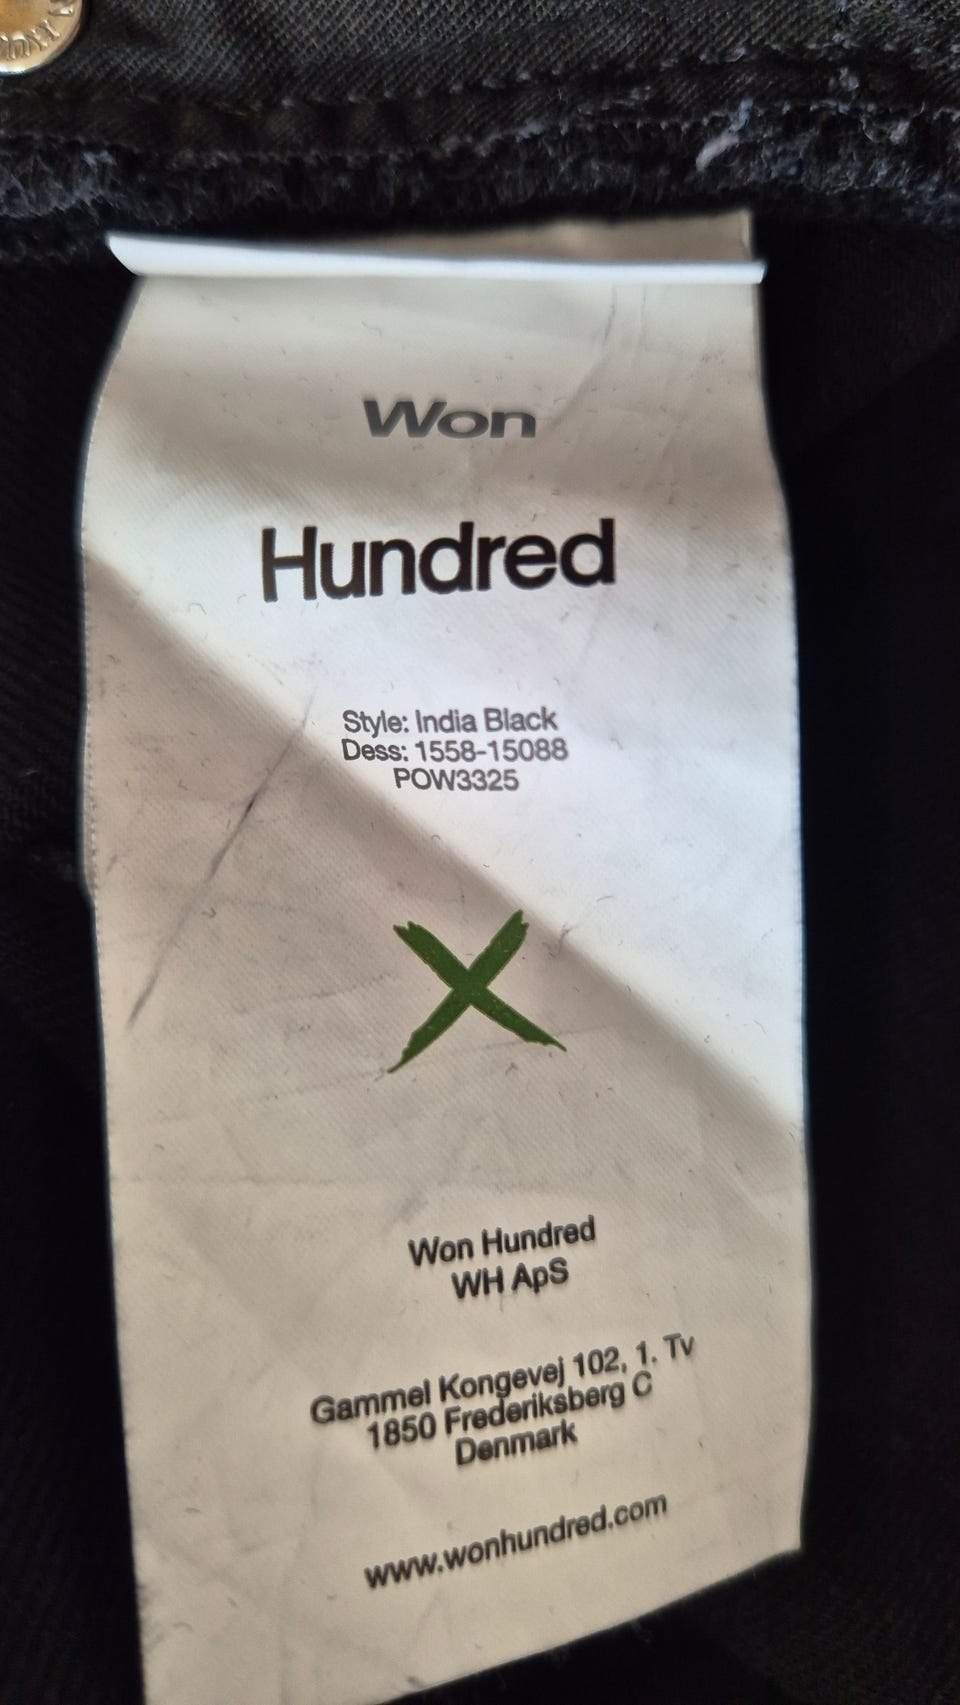 Won
Hundred
Style: India Black
Dess: 1558-15088
POW3325
Won Hundred
WH ApS
Gammel Kongevej 102, 1. Tv
1850 Frederiksberg C
Denmark
www.wonhundred.com